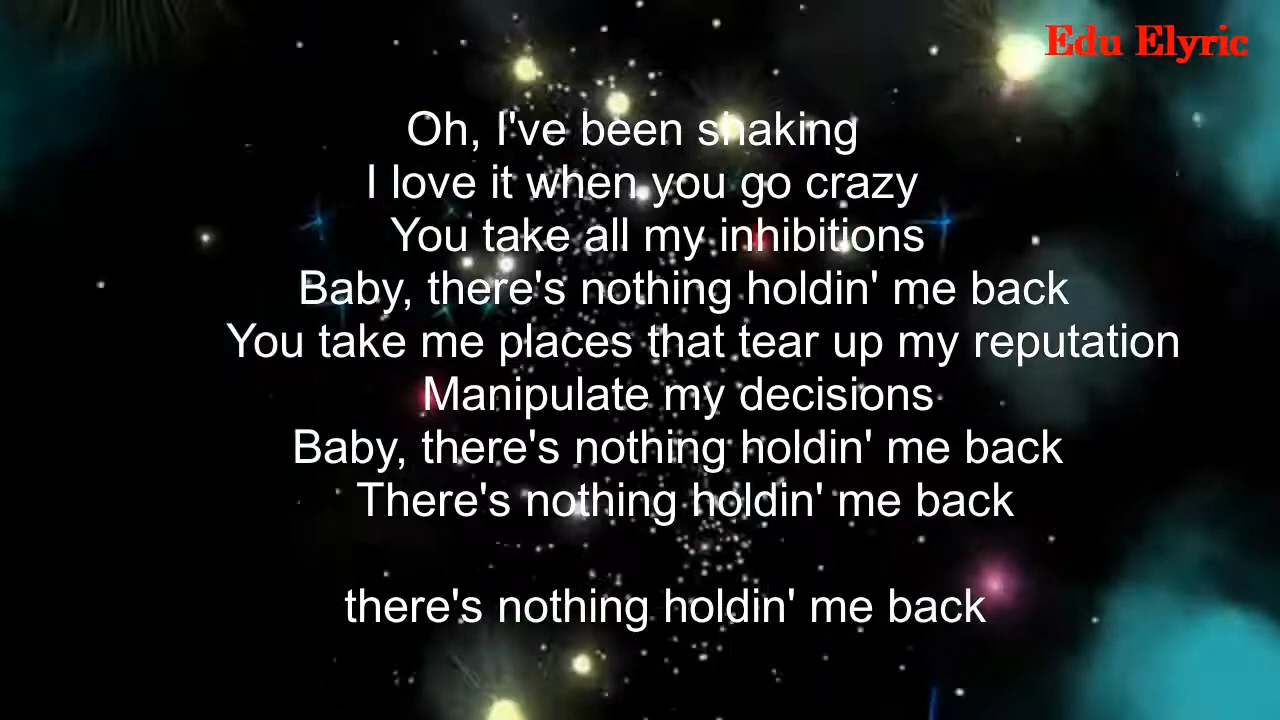 Edu Elyric
Oh, I've been shaking
I love it when you go crazy
You take all my inhibitions
Baby, there's nothing holdin' me back
You take me places that tear up my reputation
Manipulate my decisions
Baby, there's nothing holdin' me back
There's nothing holdin' me back
there's nothing holdin' me back